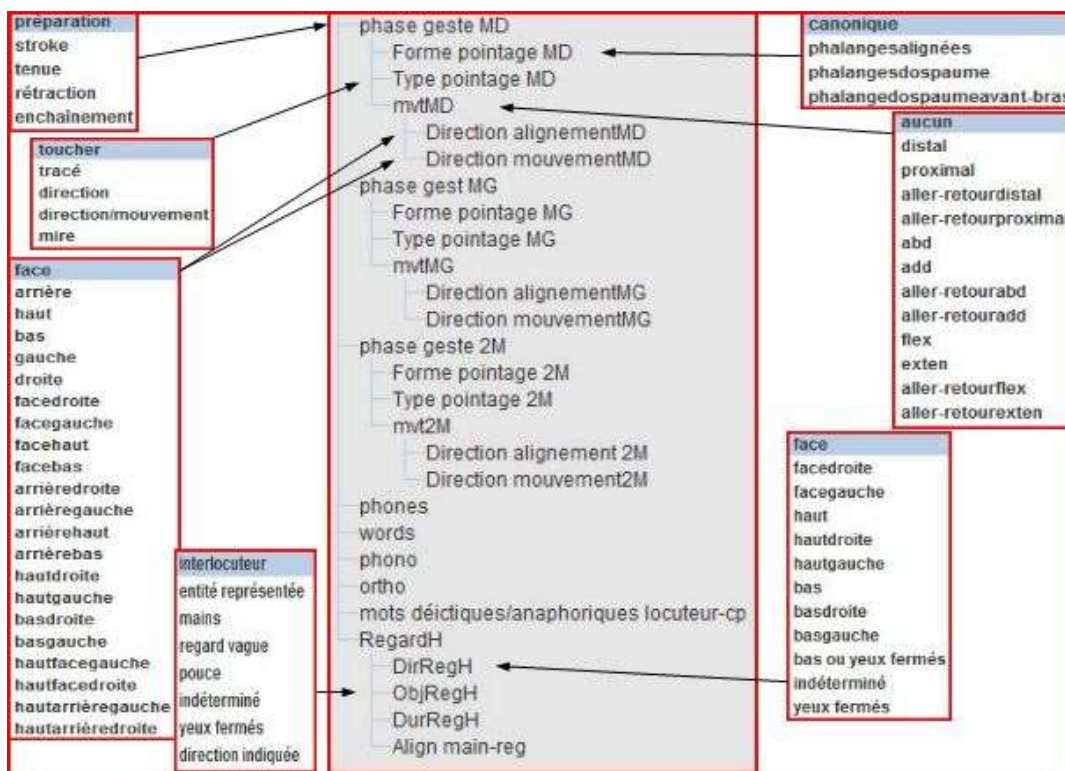 préparation
stroke
tenue
rétraction
enchaînement
toucher
tracé
direction
direction/mouvement
mire
face
arrière
haut
bas
gauche
droite
facedroite
facegauche
facehaut
facebas
arrièredroite
arrièregauche
arrièrehaut
arrièrebas
hautdroite
hautgauche
basdroite
basgauche
hautfacegauche
hautfacedroite
hautarrièregauche
hautarrièredroite
interlocuteur
entité représentée
mains
regard vague
pouce
indéterminé
yeux fermés
direction indiquée
phase geste MD
Forme pointage MD
Type pointage MD
mvtMD
Direction alignementMD
Direction mouvementMD
phase gest MG
Forme pointage MG
Type pointage MG
mvtMG
Direction alignementMG
Direction mouvementMG
phase geste 2M
Forme pointage 2M
Type pointage 2M
mvt2M
Direction alignement 2M
Direction mouvement2M
phones
words
phono
ortho
mots déictiques/anaphoriques locuteur-cp
RegardH
DirRegH
ObjRegH
DurRegH
Align main-reg
canonique
phalangesalignées
phalangesdospaume
phalangedospaumeavant-bras
aucun
distal
proximal
aller-retourdistal
aller-retourproximal
abd
add
aller-retourabd
aller-retouradd
flex
exten
aller-retourflex
aller-retourexten
face
facedroite
facegauche
haut
hautdroite
hautgauche
bas
basdroite
basgauche
bas ou yeux fermés
indéterminé
yeux fermés